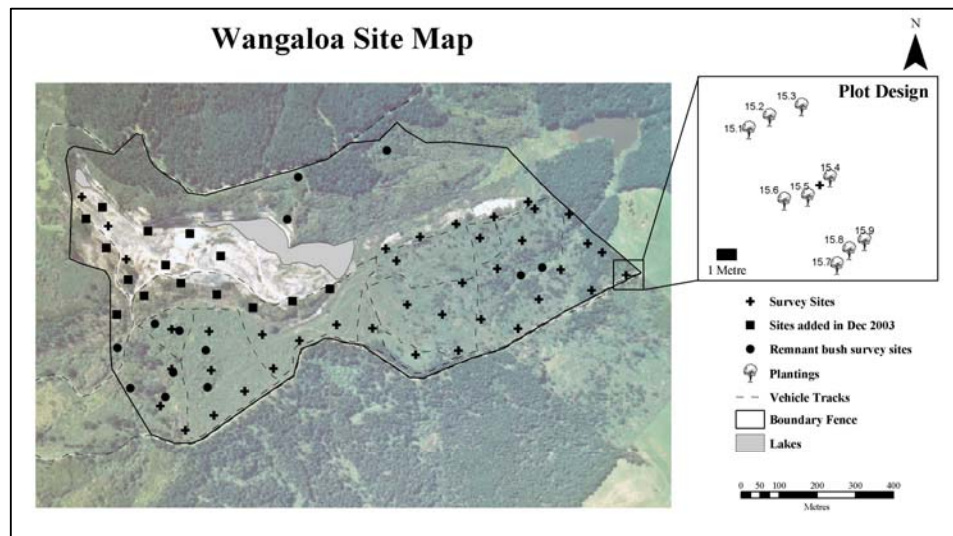 Wangaloa Site Map
N
Plot Design
15.3
15.2
15.1
15.4
15.5
15.6
15.9
15.8
15.7
1 Metre
Survey Sites
Sites added in Dec 2003
Remnant bush survey sites
Plantings
Vehicle Tracks
Boundary Fence
Lakes
0 50 100 200 300 400
Metres